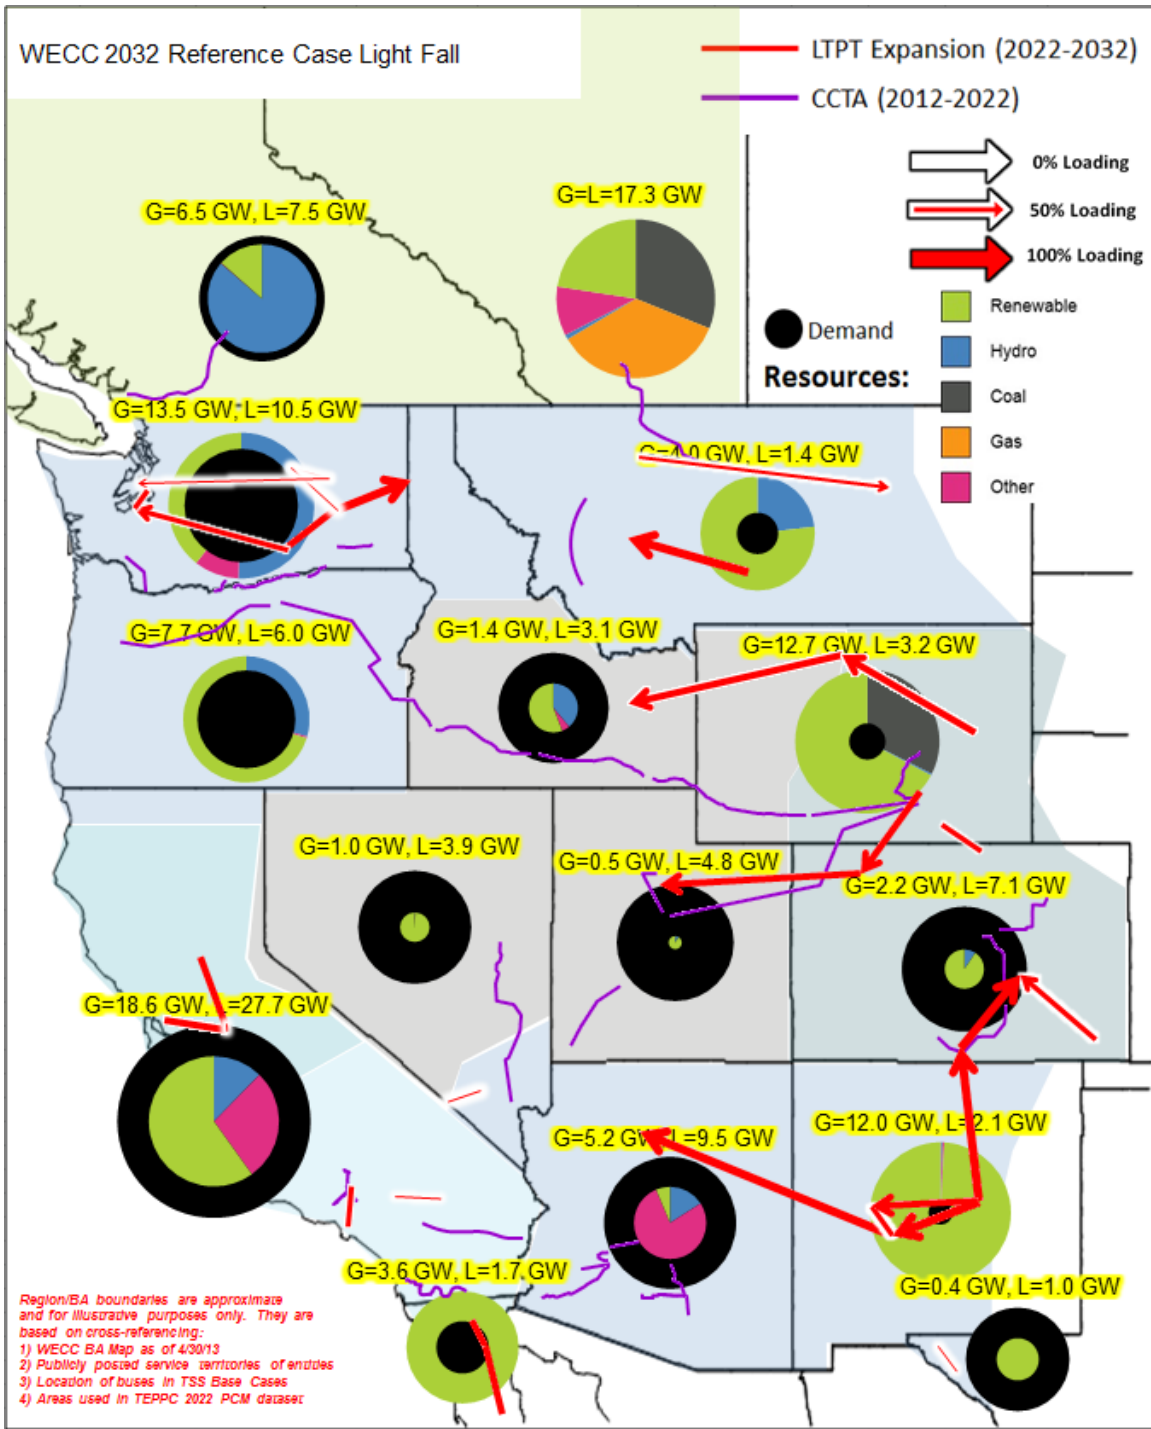 WECC 2032 Reference Case Light Fall
LTPT Expansion (2022-2032)
CCTA (2012-2022)
0% Loading
50% Loading
100% Loading
Renewable
Hydro
Coal
Gas
Other
Demand
Resources:
G=6.5 GW, L=7.5 GW
G=L=17.3 GW
G=13.5 GW, L=10.5 GW
G=4.0 GW, L=1.4 GW
G=7.7 GW, L=6.0 GW
G=1.4 GW, L=3.1 GW
G=12.7 GW, L=3.2 GW
G=1.0 GW, L=3.9 GW
G=0.5 GW, L=4.8 GW
G=2.2 GW, L=7.1 GW
G=18.6 GW, L=27.7 GW
G=5.2 GW, L=9.5 GW
G=12.0 GW, L=2.1 GW
G=3.6 GW, L=1.7 GW
G=0.4 GW, L=1.0 GW
Region/BA boundaries are approximate
and for illustrative purposes only. They are
based on cross-referencing:
1) WECC BA Map as of 4/30/13
2) Publicly posted service territories of entities
3) Location of buses in TSS Base Cases
4) Areas used in TEPPC 2022 PCM dataset